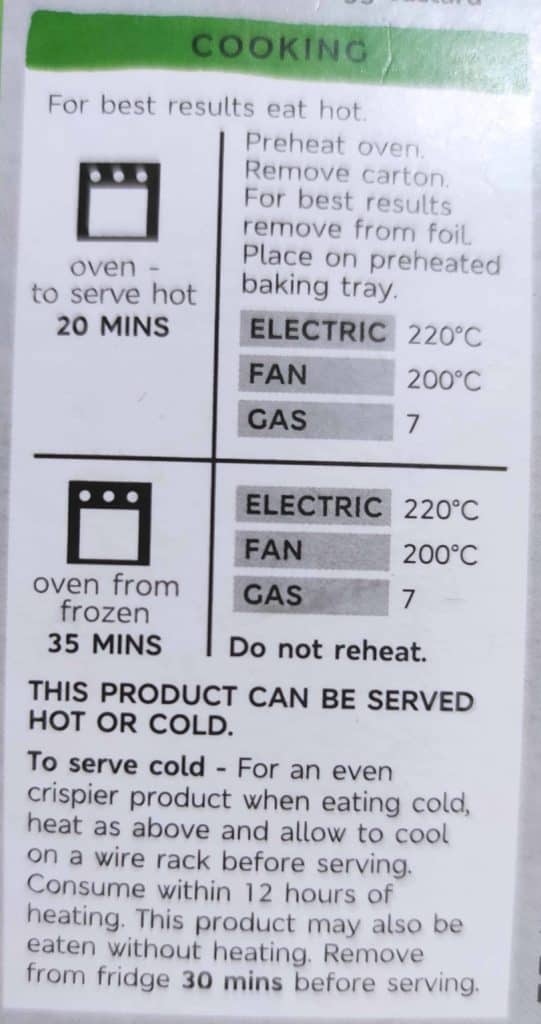 COOKING
For best results eat hot.
oven -
to serve hot
20 MINS
Preheat oven.
Remove carton.
For best results
remove from foil.
Place on preheated
baking tray.
ELECTRIC 220°C
FAN 200°C
GAS 7
oven from
frozen
35 MINS
ELECTRIC 220°C
FAN 200°C
GAS 7
Do not reheat.
THIS PRODUCT CAN BE SERVED
HOT OR COLD.
To serve cold - For an even
crispier product when eating cold,
heat as above and allow to cool
on a wire rack before serving.
Consume within 12 hours of
heating. This product may also be
eaten without heating. Remove
from fridge 30 mins before serving.